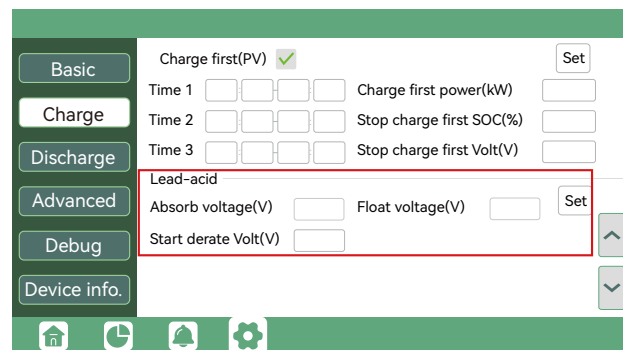 Basic
Charge
Discharge
Advanced
Debug
Device info.
Charge first(PV)
Set
Time 1
Charge first power(kW)
Time 2
Stop charge first SOC(%)
Time 3
Stop charge first Volt(V)
Lead-acid
Absorb voltage(V)
Float voltage(V)
Set
Start derate Volt(V)